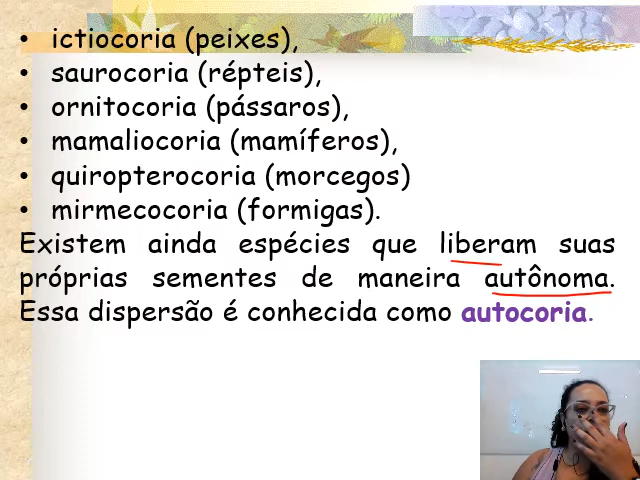 • ictiocoria (peixes),
• saurocoria (répteis),
• ornitocoria (pássaros),
• mamaliocoria (mamíferos),
• quiropterocoria (morcegos)
• mirmecocoria (formigas).
Existem ainda espécies que liberam suas
próprias sementes de maneira autônoma.
Essa dispersão é conhecida como autocoria.